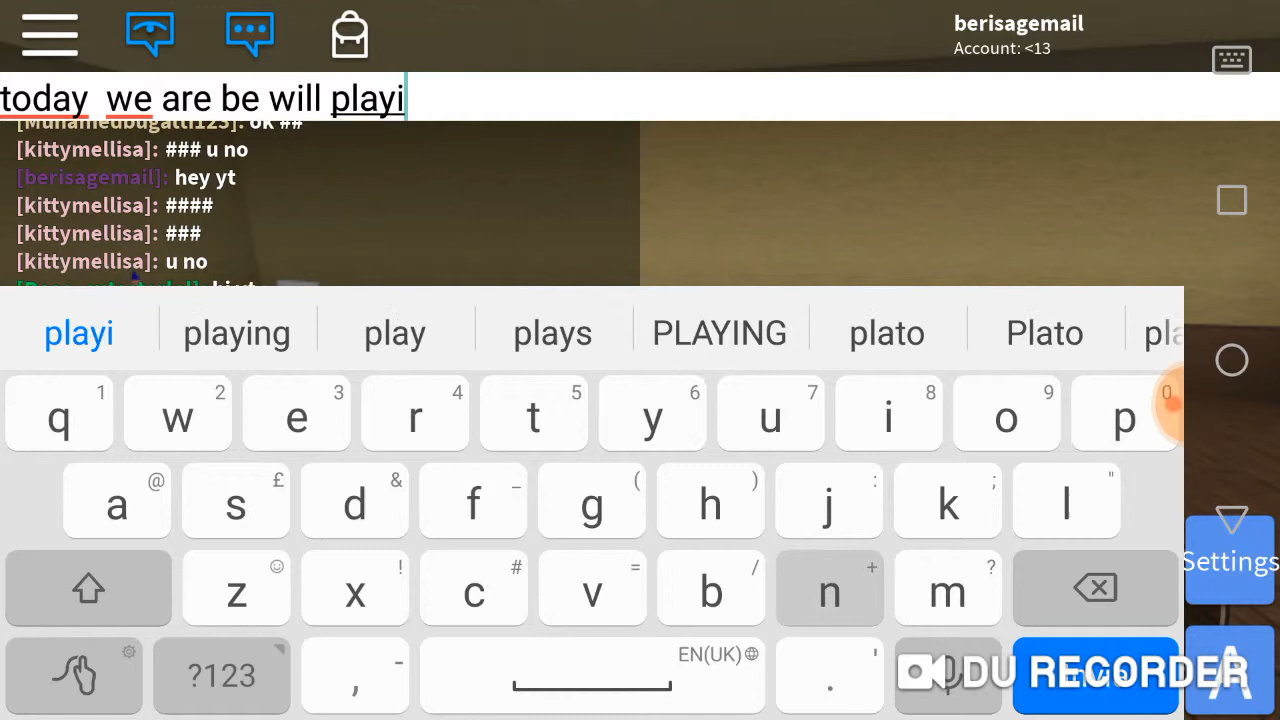 berisagemail
Account: <13
today  we are be will playi
[Muhamedbugatti123]: ok ##
[kittymellisa]: ### u no
[berisagemail]: hey yt
[kittymellisa]: ####
[kittymellisa]: ###
[kittymellisa]: u no
playi playing play plays PLAYING plato Plato pla
q 1 w 2 e 3 r 4 t 5 y 6 u 7 i 8 o 9 p 0
a @ s £ d & f _ g ( h ) j : k ; l "
z x ! c # v = b / n + m ?
Settings
?123 , - EN(UK) . '
DU RECORDER
A